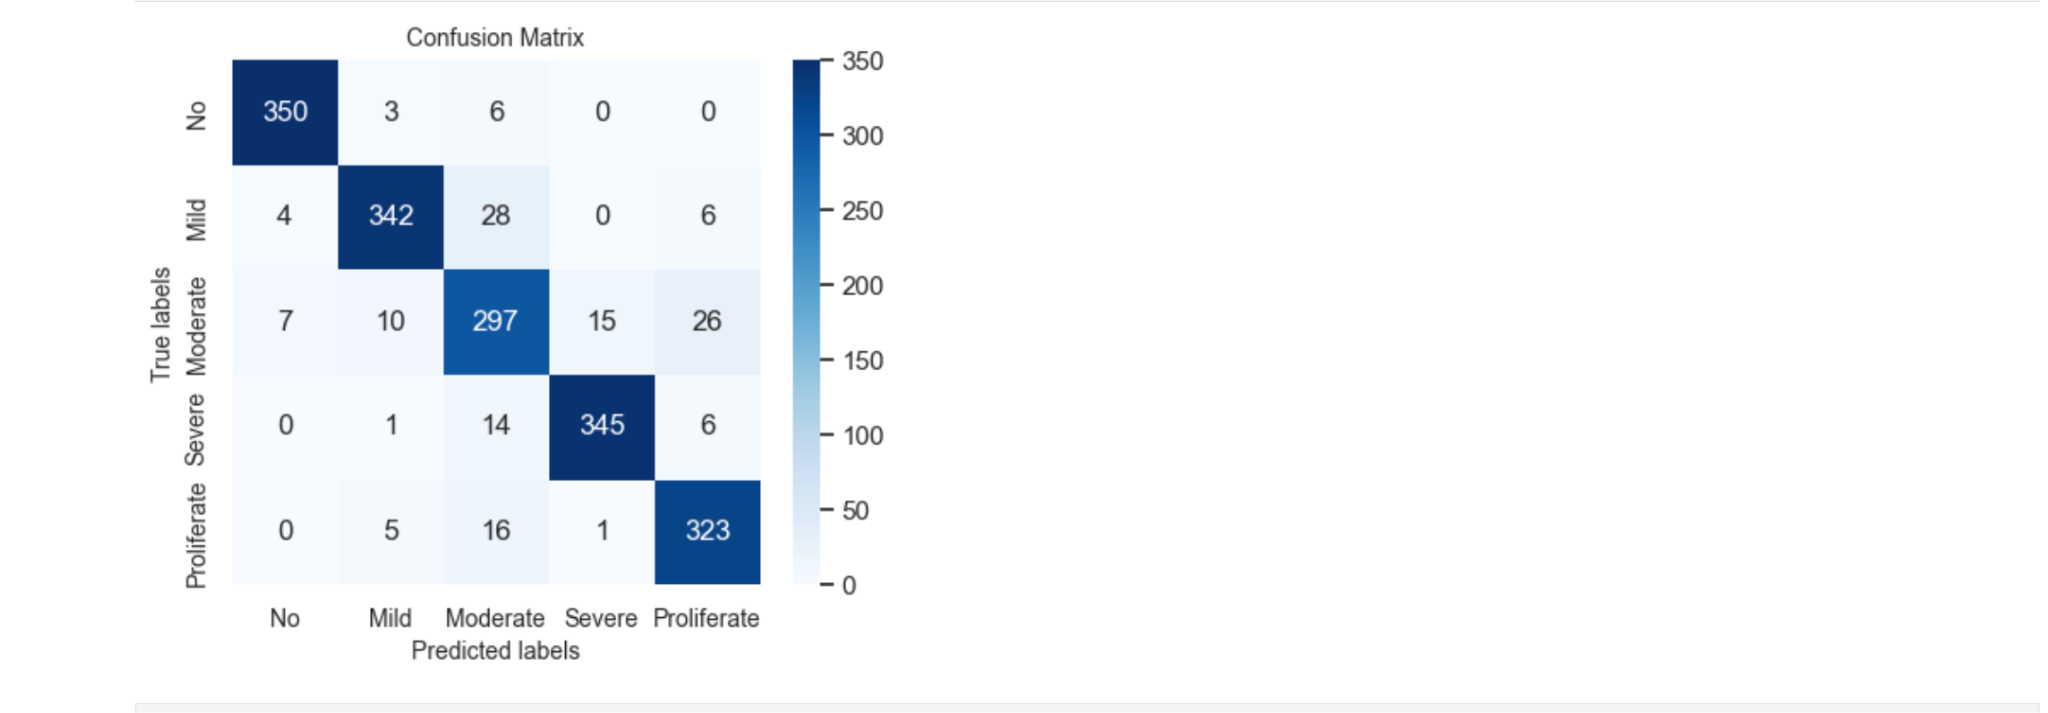 Confusion Matrix
True labels
No 350 3 6 0 0
Mild 4 342 28 0 6
Moderate 7 10 297 15 26
Severe 0 1 14 345 6
Proliferate 0 5 16 1 323
No Mild Moderate Severe Proliferate
Predicted labels
350
300
250
200
150
100
50
0